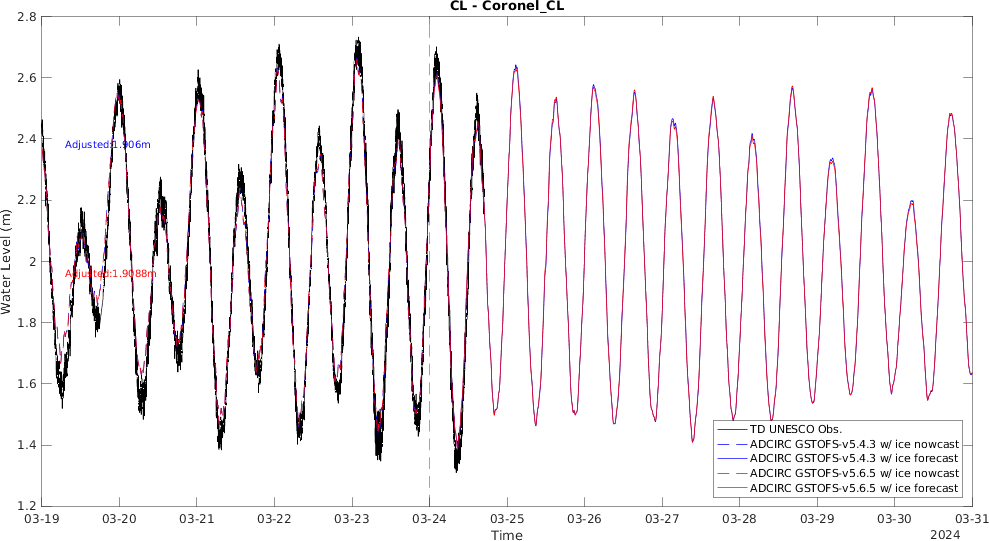 CL - Coronel_CL
2.8
2.6
2.4
2.2
2
1.8
1.6
1.4
1.2
Water Level (m)
Adjusted:1.906m
Adjusted:1.9088m
TD UNESCO Obs.
ADCIRC GSTOFS-v5.4.3 w/ ice nowcast
ADCIRC GSTOFS-v5.4.3 w/ ice forecast
ADCIRC GSTOFS-v5.6.5 w/ ice nowcast
ADCIRC GSTOFS-v5.6.5 w/ ice forecast
03-19 03-20 03-21 03-22 03-23 03-24 03-25 03-26 03-27 03-28 03-29 03-30 03-31
Time
2024